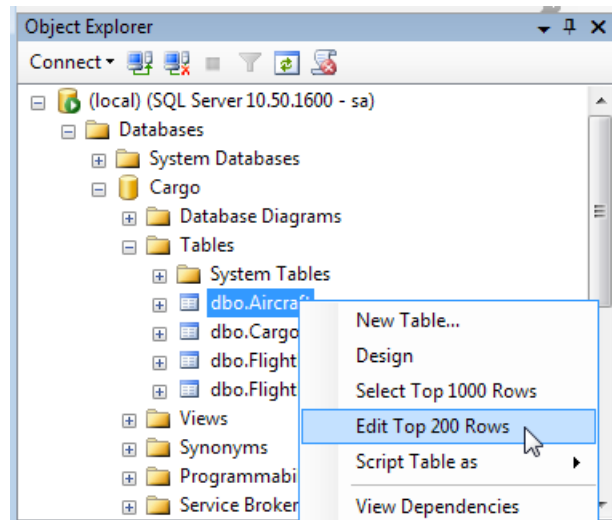 Object Explorer
Connect
(local) (SQL Server 10.50.1600 - sa)
Databases
System Databases
Cargo
Database Diagrams
Tables
System Tables
dbo.Aircraft
dbo.Cargo
dbo.Flight
dbo.Flight
Views
Synonyms
Programmabi
Service Broker
New Table...
Design
Select Top 1000 Rows
Edit Top 200 Rows
Script Table as
View Dependencies